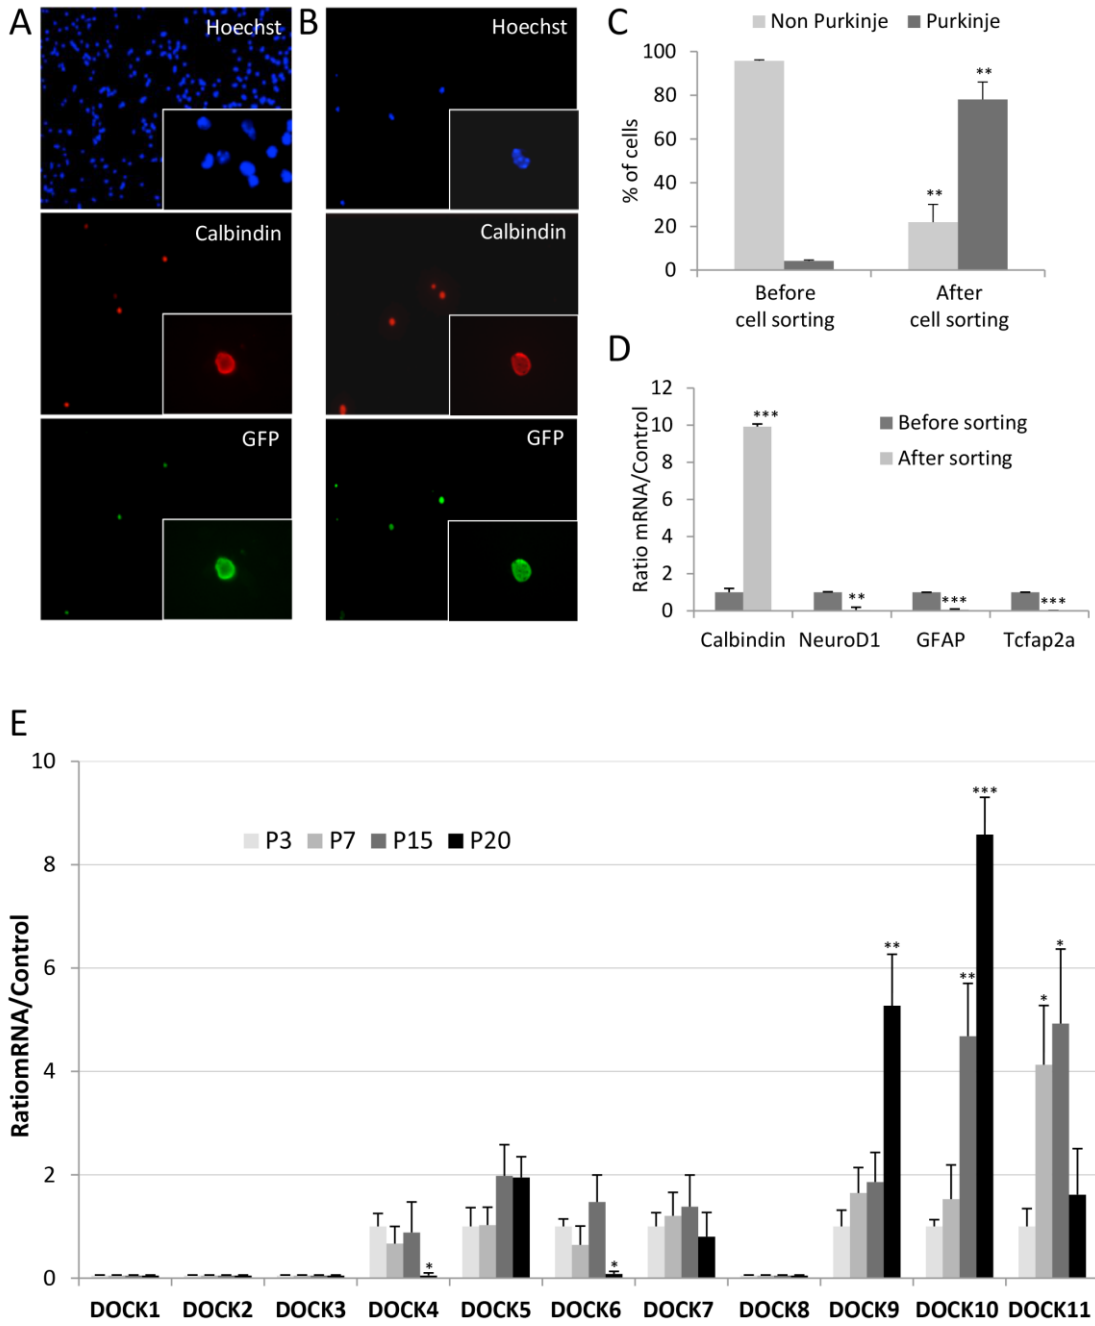 A
Hoechst
Calbindin
GFP
B
Hoechst
Calbindin
GFP
C
Non Purkinje Purkinje
100
80
60
40
20
0
% of cells
**
**
Before
cell sorting
After
cell sorting
D
12
10
8
6
4
2
0
Ratio mRNA/Control
Before sorting
After sorting
***
**
***
***
Calbindin NeuroD1 GFAP Tcfap2a
E
10
8
6
4
2
0
RatiomRNA/Control
P3 P7 P15 P20
*
*
**
**
***
*
*
DOCK1 DOCK2 DOCK3 DOCK4 DOCK5 DOCK6 DOCK7 DOCK8 DOCK9 DOCK10 DOCK11